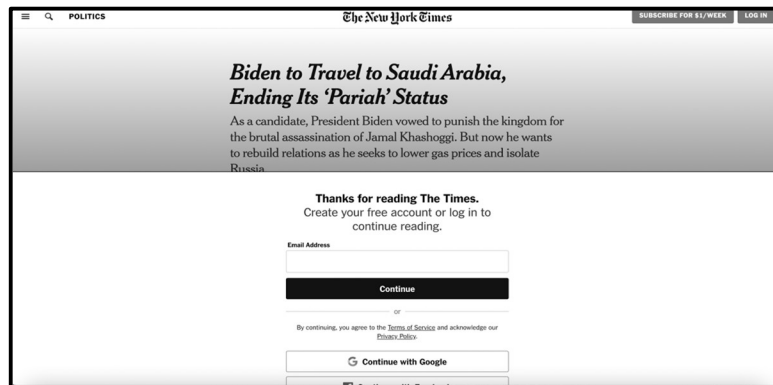 POLITICS
The New York Times
SUBSCRIBE FOR $1/WEEK
LOG IN
Biden to Travel to Saudi Arabia,
Ending Its ‘Pariah’ Status
As a candidate, President Biden vowed to punish the kingdom for
the brutal assassination of Jamal Khashoggi. But now he wants
to rebuild relations as he seeks to lower gas prices and isolate
Russia
Thanks for reading The Times.
Create your free account or log in to
continue reading.
Email Address
Continue
or
By continuing, you agree to the Terms of Service and acknowledge our
Privacy Policy.
Continue with Google